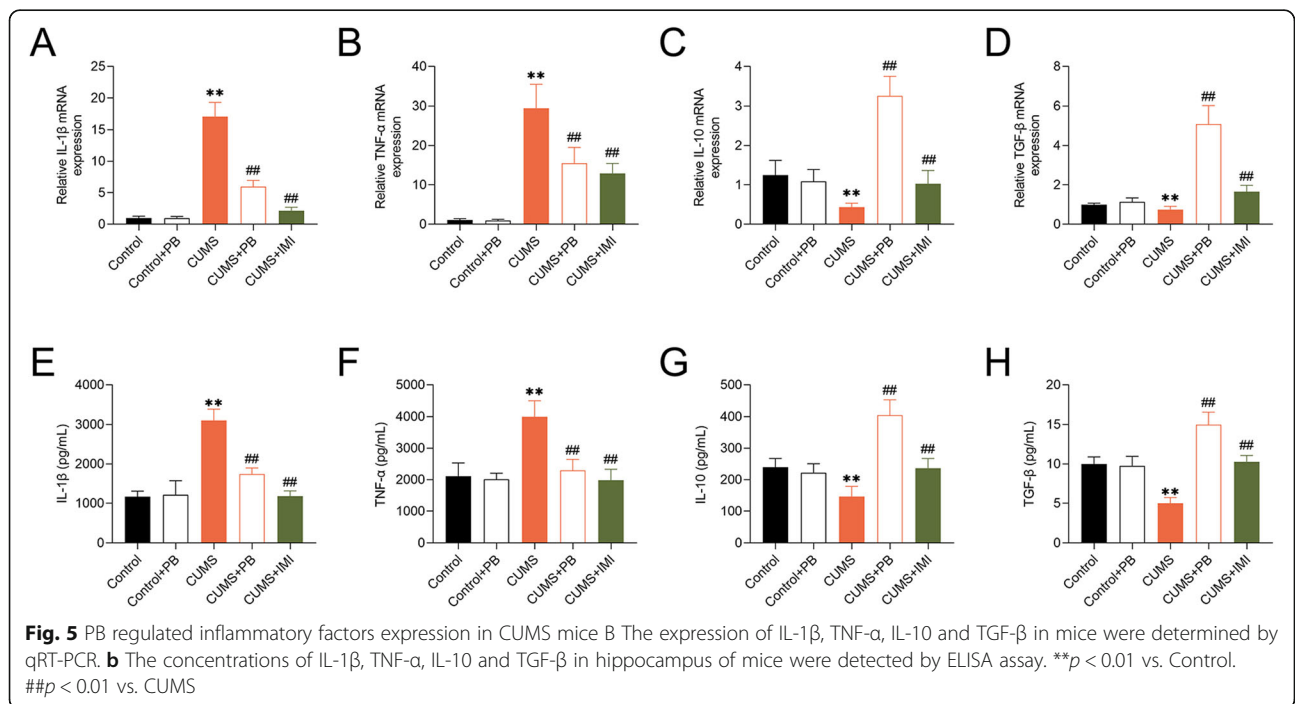 A
B
C
D
Relative IL-1β mRNA
expression
25
20
15
10
5
0
**
##
##
Control
Control+PB
CUMS
CUMS+PB
CUMS+IMI
Relative TNF-α mRNA
expression
40
30
20
10
0
**
##
##
Control
Control+PB
CUMS
CUMS+PB
CUMS+IMI
Relative IL-10 mRNA
expression
4
3
2
1
0
**
##
##
Control
Control+PB
CUMS
CUMS+PB
CUMS+IMI
Relative TGF-β mRNA
expression
8
6
4
2
0
**
##
##
Control
Control+PB
CUMS
CUMS+PB
CUMS+IMI
E
F
G
H
IL-1β (pg/mL)
4000
3000
2000
1000
0
**
##
##
Control
Control+PB
CUMS
CUMS+PB
CUMS+IMI
TNF-α (pg/mL)
5000
4000
3000
2000
1000
0
**
##
##
Control
Control+PB
CUMS
CUMS+PB
CUMS+IMI
IL-10 (pg/mL)
500
400
300
200
100
0
**
##
##
Control
Control+PB
CUMS
CUMS+PB
CUMS+IMI
TGF-β (pg/mL)
20
15
10
5
0
**
##
##
Control
Control+PB
CUMS
CUMS+PB
CUMS+IMI
Fig. 5 PB regulated inflammatory factors expression in CUMS mice B The expression of IL-1β, TNF-α, IL-10 and TGF-β in mice were determined by
qRT-PCR. b The concentrations of IL-1β, TNF-α, IL-10 and TGF-β in hippocampus of mice were detected by ELISA assay. **p < 0.01 vs. Control.
##p < 0.01 vs. CUMS